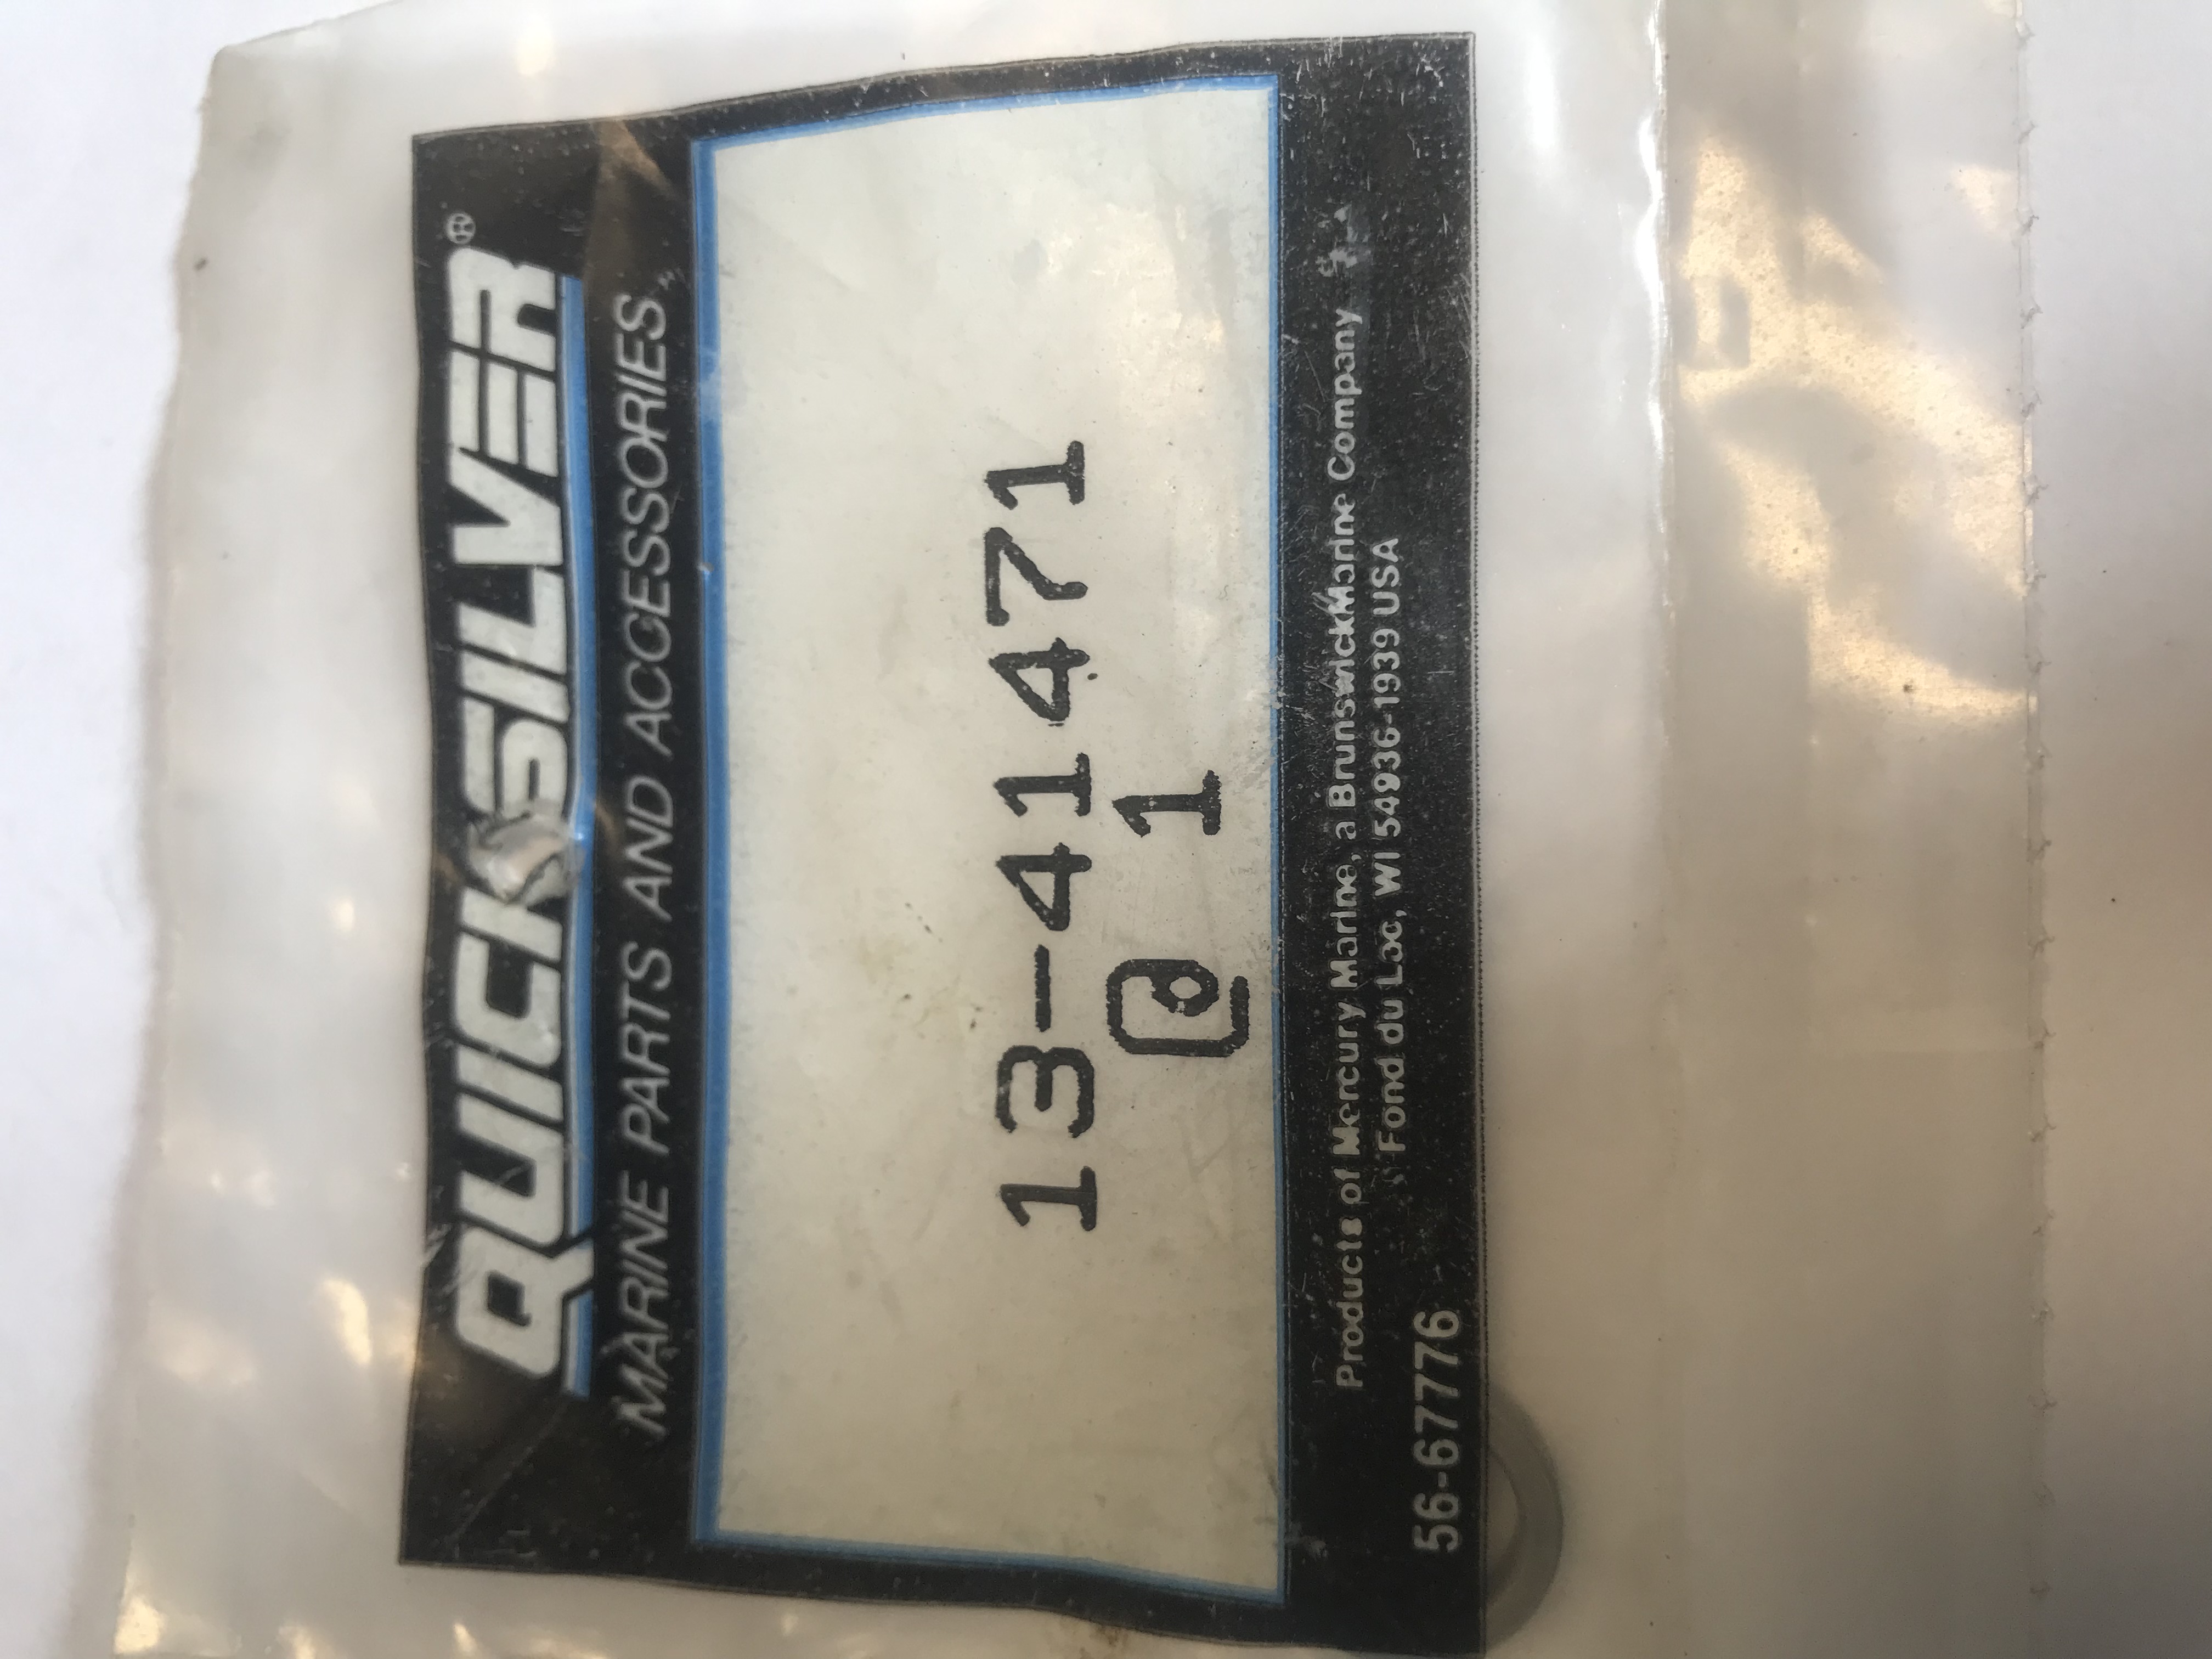 QUICKSILVER®
MARINE PARTS AND ACCESSORIES
13-41471
@ 1
Products of Mercury Marine, a Brunswick Marine Company
Fond du Lac, WI 54936-1939 USA
56-67776